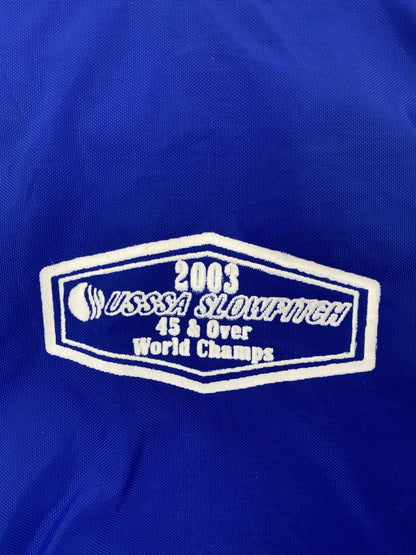 2003
USSSA SLOWPITCH
45 & Over
World Champs